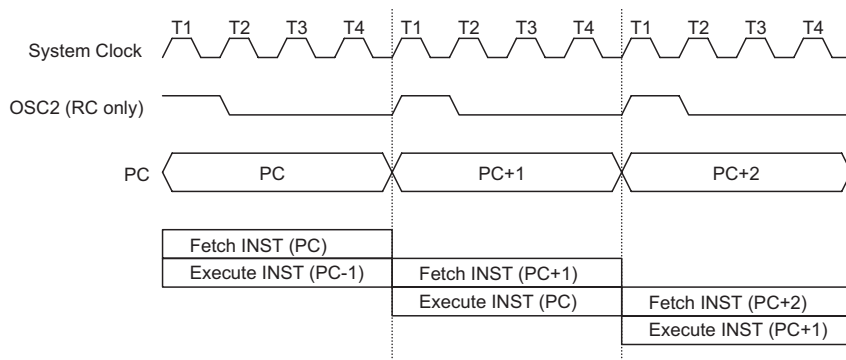 T1 T2 T3 T4 T1 T2 T3 T4 T1 T2 T3 T4
System Clock
OSC2 (RC only)
PC PC PC+1 PC+2
Fetch INST (PC)
Execute INST (PC-1) Fetch INST (PC+1)
Execute INST (PC) Fetch INST (PC+2)
Execute INST (PC+1)